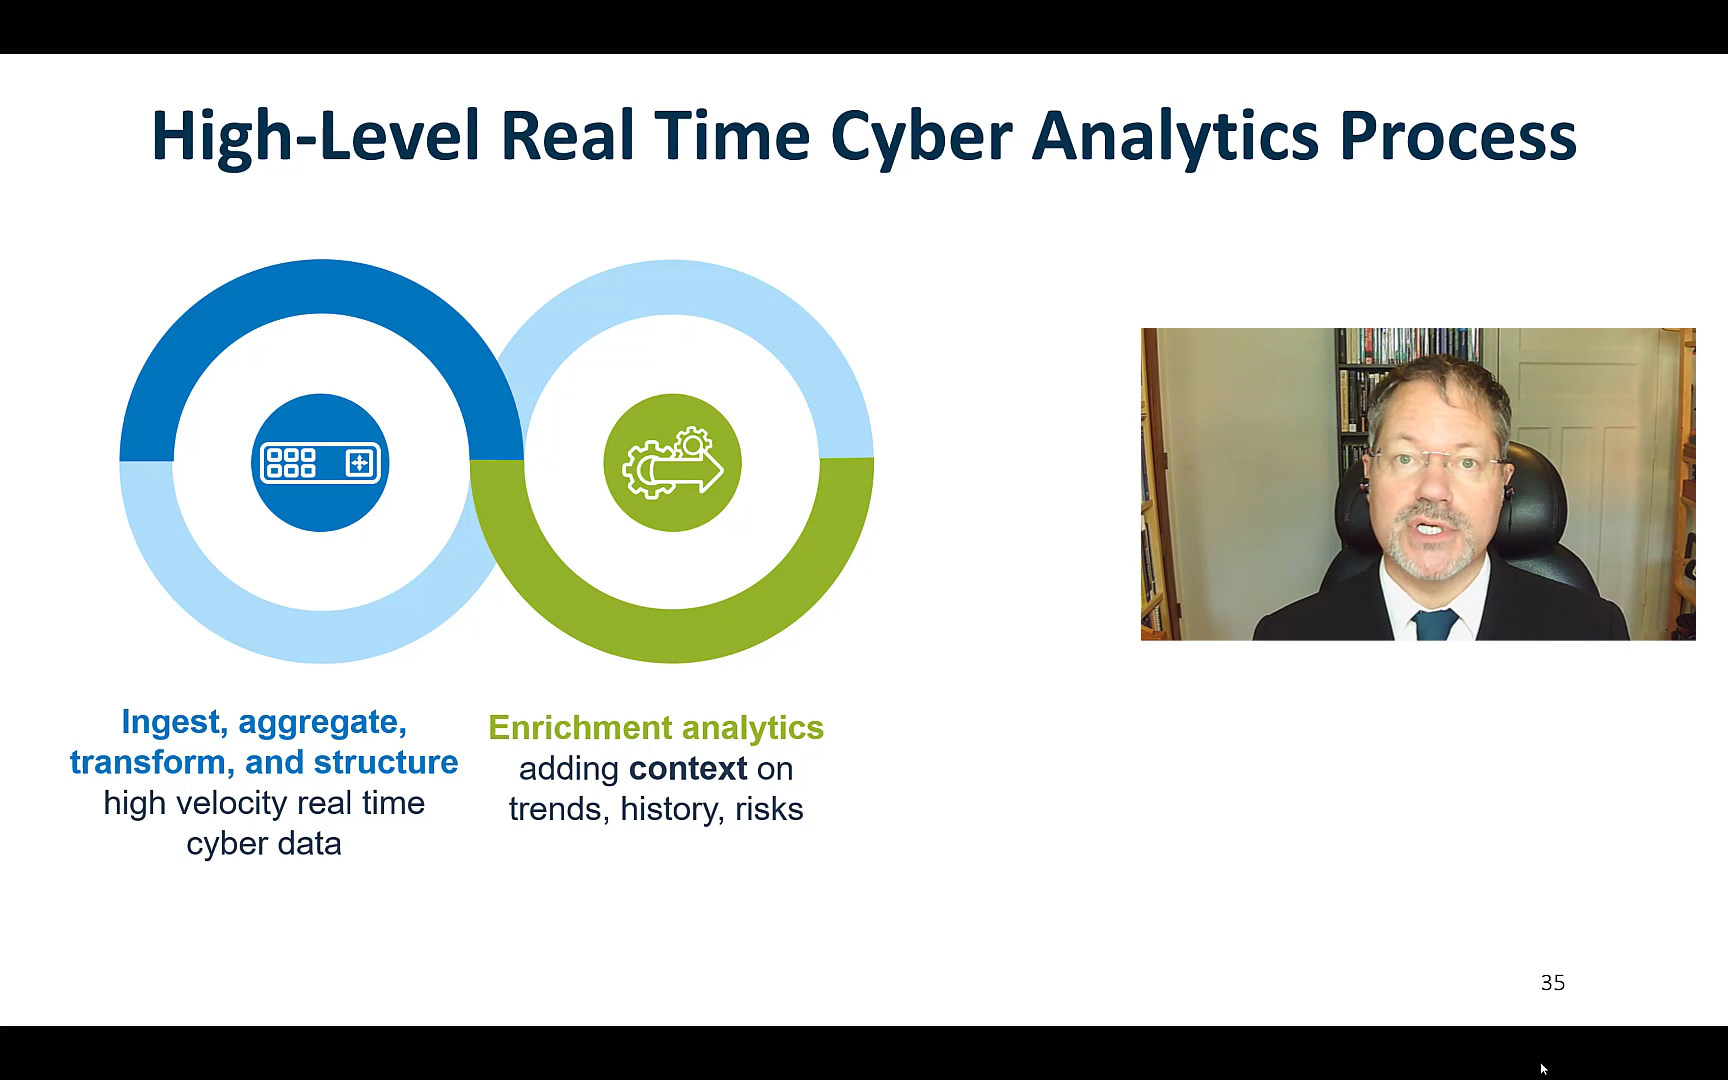 High-Level Real Time Cyber Analytics Process
Ingest, aggregate,
transform, and structure
high velocity real time
cyber data
Enrichment analytics
adding context on
trends, history, risks
35